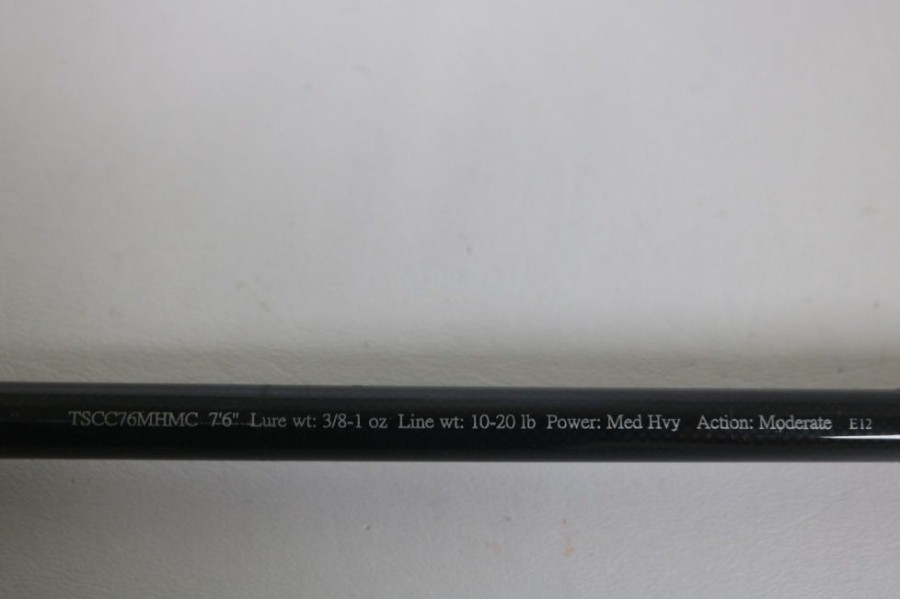 TSCC76MHMC 7'6" Lure wt: 3/8-1 oz Line wt: 10-20 lb Power: Med Hvy Action: Moderate E12